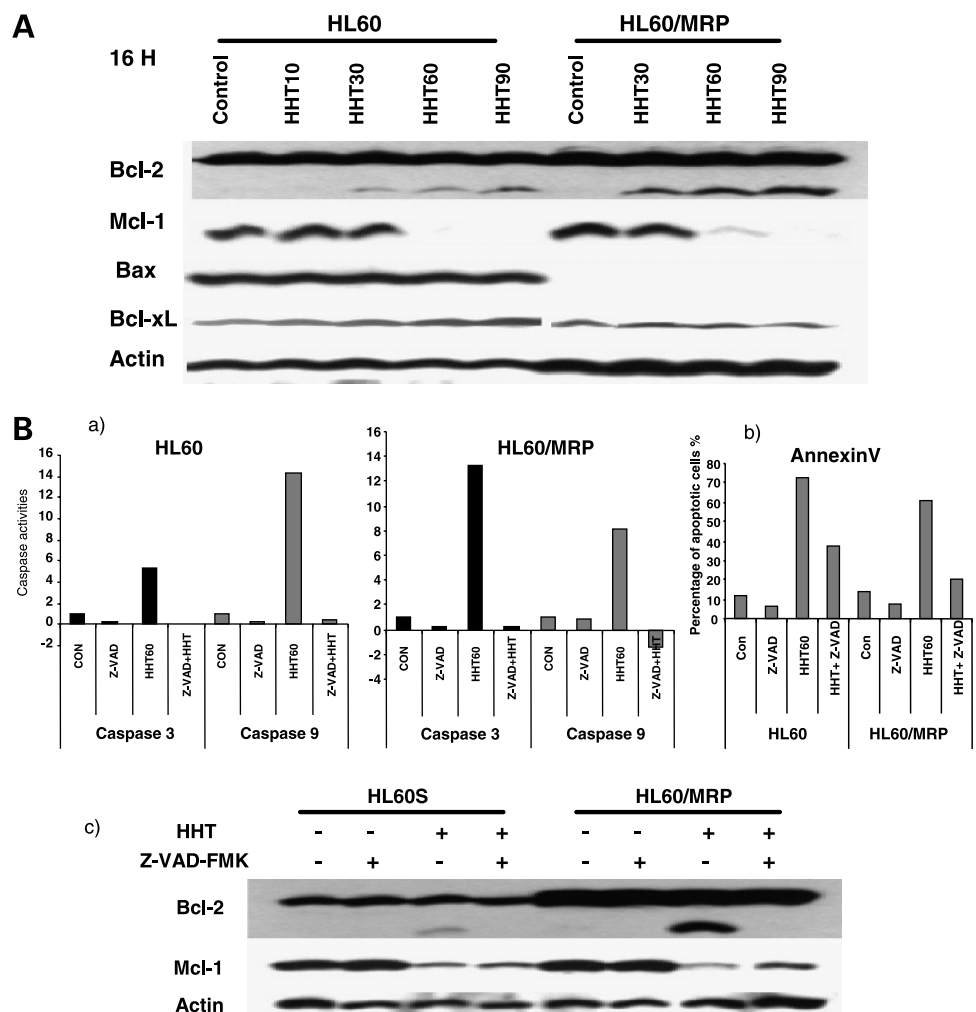 A
HL60 HL60/MRP
16 H
Control HHT10 HHT30 HHT60 HHT90 Control HHT30 HHT60 HHT90
Bcl-2
Mcl-1
Bax
Bcl-xL
Actin
B
a)
HL60
Caspase activities
16
14
12
10
8
6
4
2
0
-2
CON Z-VAD HHT60 Z-VAD+HHT CON Z-VAD HHT60 Z-VAD+HHT
Caspase 3 Caspase 9
HL60/MRP
16
14
12
10
8
6
4
2
0
-2
-4
CON Z-VAD HHT60 Z-VAD+HHT CON Z-VAD HHT60 Z-VAD+HHT
Caspase 3 Caspase 9
b)
AnnexinV
Percentage of apoptotic cells %
80
70
60
50
40
30
20
10
0
Con Z-VAD HHT60 HHT+ Z-VAD Con Z-VAD HHT60 HHT+ Z-VAD
HL60 HL60/MRP
c)
HL60S HL60/MRP
HHT - - + + - - + +
Z-VAD-FMK - + - + - + - +
Bcl-2
Mcl-1
Actin